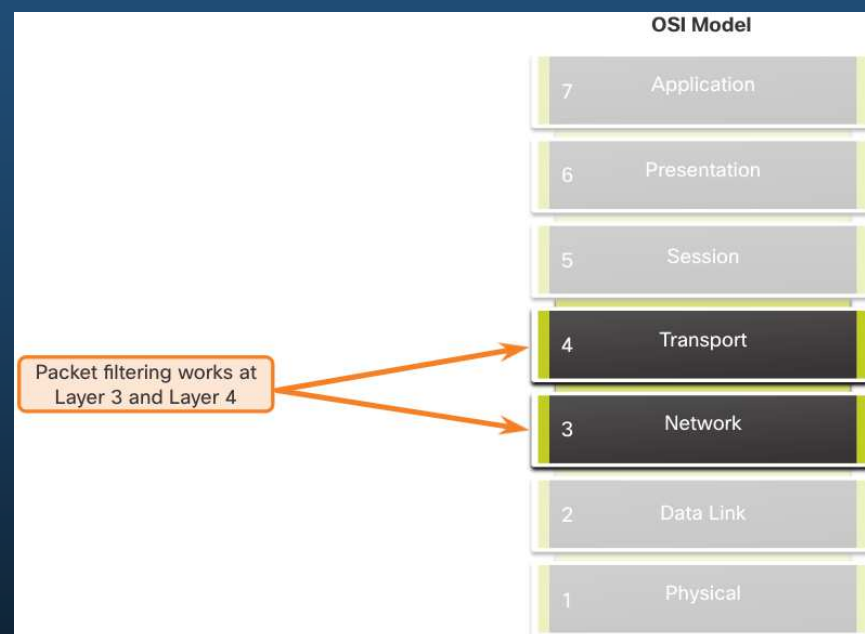 OSI Model
7 Application
6 Presentation
5 Session
4 Transport
Packet filtering works at
Layer 3 and Layer 4
3 Network
2 Data Link
1 Physical